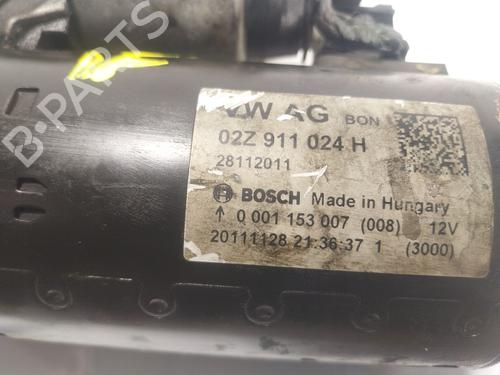 VW AG BON
02Z 911 024 H
28112011
BOSCH Made in Hungary
↑ 0 001 153 007 (008) 12V
20111128 21:36:37 1 (3000)
B-PARTS